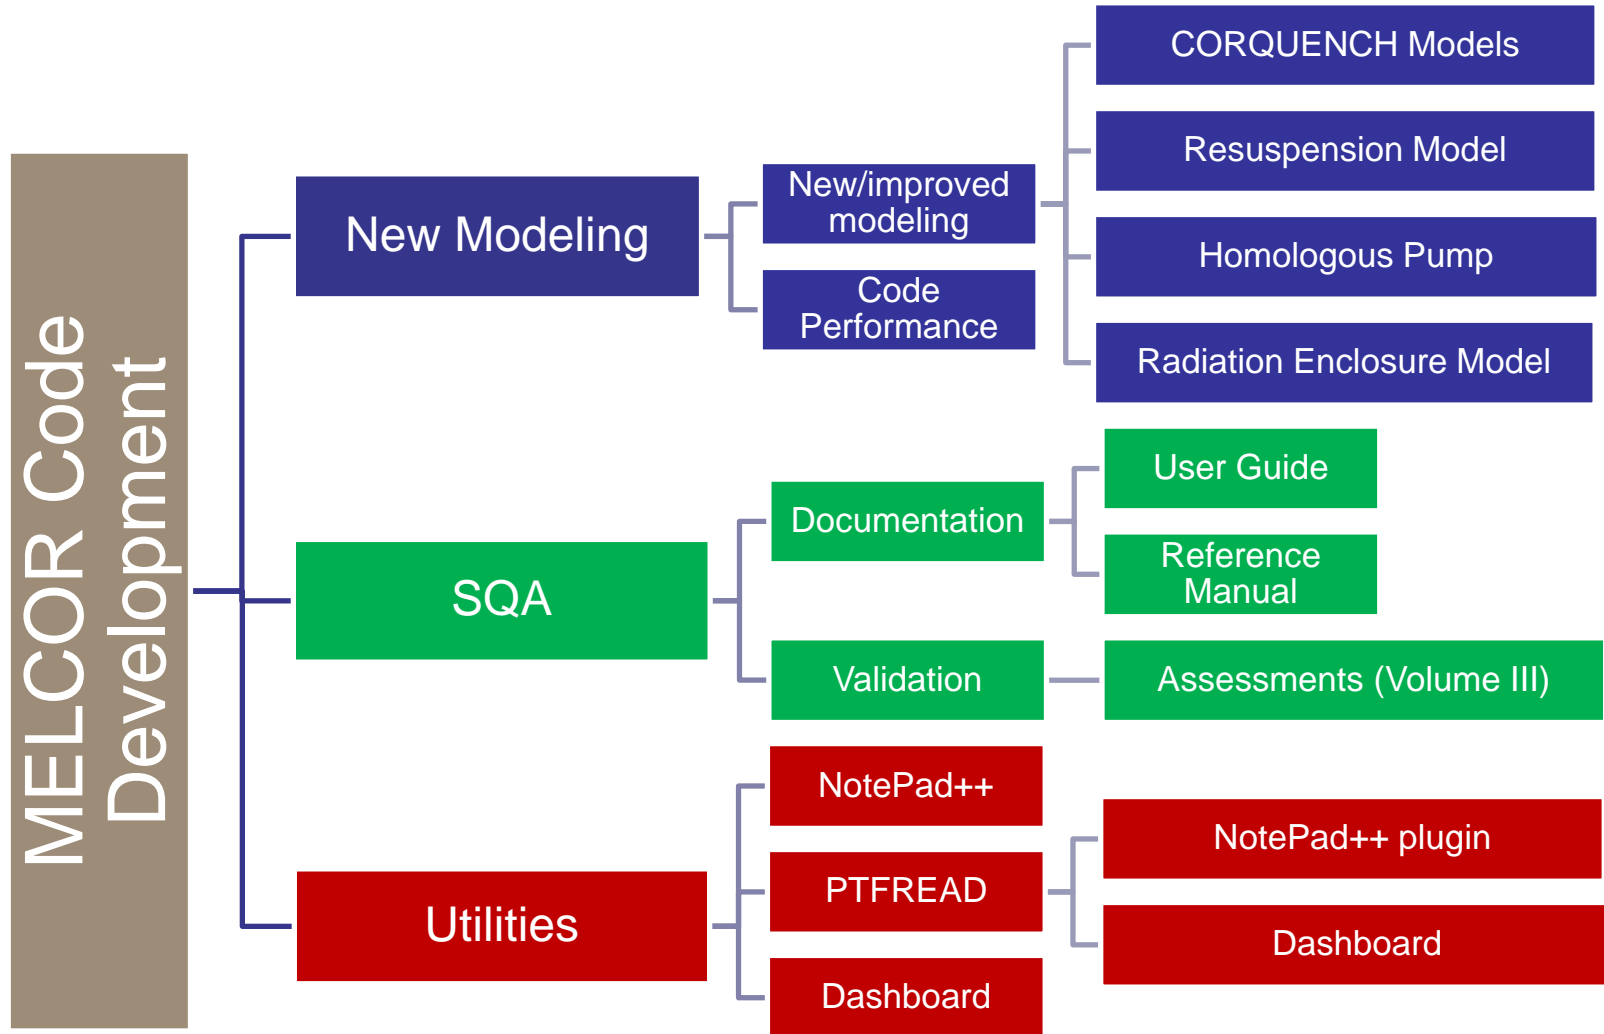 MELCOR Code
Development
New Modeling
New/improved
modeling
Code
Performance
CORQUENCH Models
Resuspension Model
Homologous Pump
Radiation Enclosure Model
SQA
Documentation
User Guide
Reference
Manual
Validation
Assessments (Volume III)
Utilities
NotePad++
PTFREAD
NotePad++ plugin
Dashboard
Dashboard